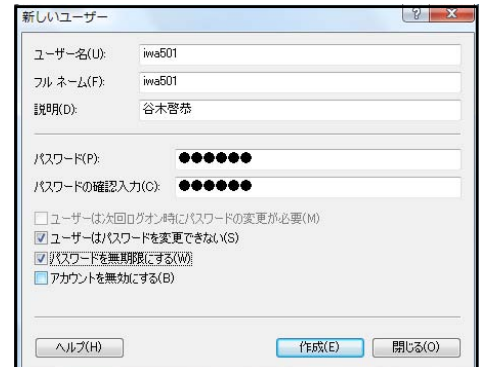 新しいユーザー
ユーザー名(U): iwa501
フル ネーム(F): iwa501
説明(D): 谷木啓恭
パスワード(P): ●●●●●●
パスワードの確認入力(C): ●●●●●●
ユーザーは次回ログオン時にパスワードの変更が必要(M)
ユーザーはパスワードを変更できない(S)
パスワードを無期限にする(W)
アカウントを無効にする(B)
ヘルプ(H) 作成(E) 閉じる(O)